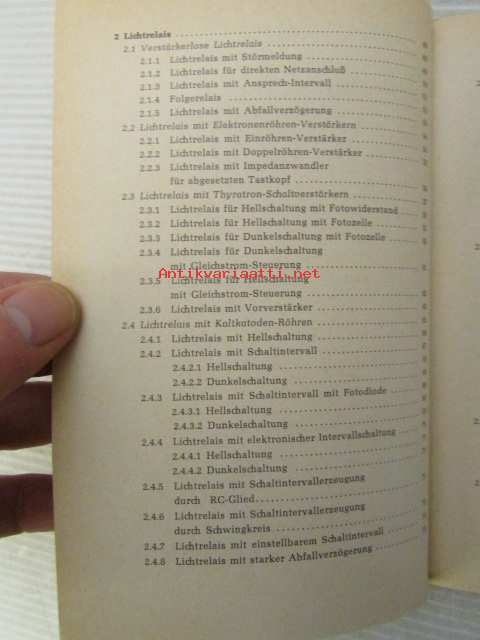 2 Lichtrelais
2.1 Verstärkerlose Lichtrelais
2.1.1 Lichtrelais mit Störmeldung
2.1.2 Lichtrelais für direkten Netzanschluß
2.1.3 Lichtrelais mit Ansprech-Intervall
2.1.4 Folgerelais
2.1.5 Lichtrelais mit Abfallverzögerung
2.2 Lichtrelais mit Elektronenröhren-Verstärkern
2.2.1 Lichtrelais mit Einröhren-Verstärker
2.2.2 Lichtrelais mit Doppelröhren-Verstärker
2.2.3 Lichtrelais mit Impedanzwandler
für abgesetzten Tastkopf
2.3 Lichtrelais mit Thyratron-Schaltverstärkern
2.3.1 Lichtrelais für Hellschaltung mit Fotowiderstand
2.3.2 Lichtrelais für Hellschaltung mit Fotozelle
2.3.3 Lichtrelais für Dunkelschaltung mit Fotozelle
2.3.4 Lichtrelais für Dunkelschaltung
mit Gleichstrom-Steuerung
Antikvariaatti.net
2.3.5 Lichtrelais für Hellschaltung
mit Gleichstrom-Steuerung
2.3.6 Lichtrelais mit Vorverstärker
2.4 Lichtrelais mit Kaltkatoden-Röhren
2.4.1 Lichtrelais mit Hellschaltung
2.4.2 Lichtrelais mit Schaltintervall
2.4.2.1 Hellschaltung
2.4.2.2 Dunkelschaltung
2.4.3 Lichtrelais mit Schaltintervall mit Fotodiode
2.4.3.1 Hellschaltung
2.4.3.2 Dunkelschaltung
2.4.4 Lichtrelais mit elektronischer Intervallschaltung
2.4.4.1 Hellschaltung
2.4.4.2 Dunkelschaltung
2.4.5 Lichtrelais mit Schaltintervallerzeugung
durch RC-Glied
2.4.6 Lichtrelais mit Schaltintervallerzeugung
durch Schwingkreis
2.4.7 Lichtrelais mit einstellbarem Schaltintervall
2.4.8 Lichtrelais mit starker Abfallverzögerung